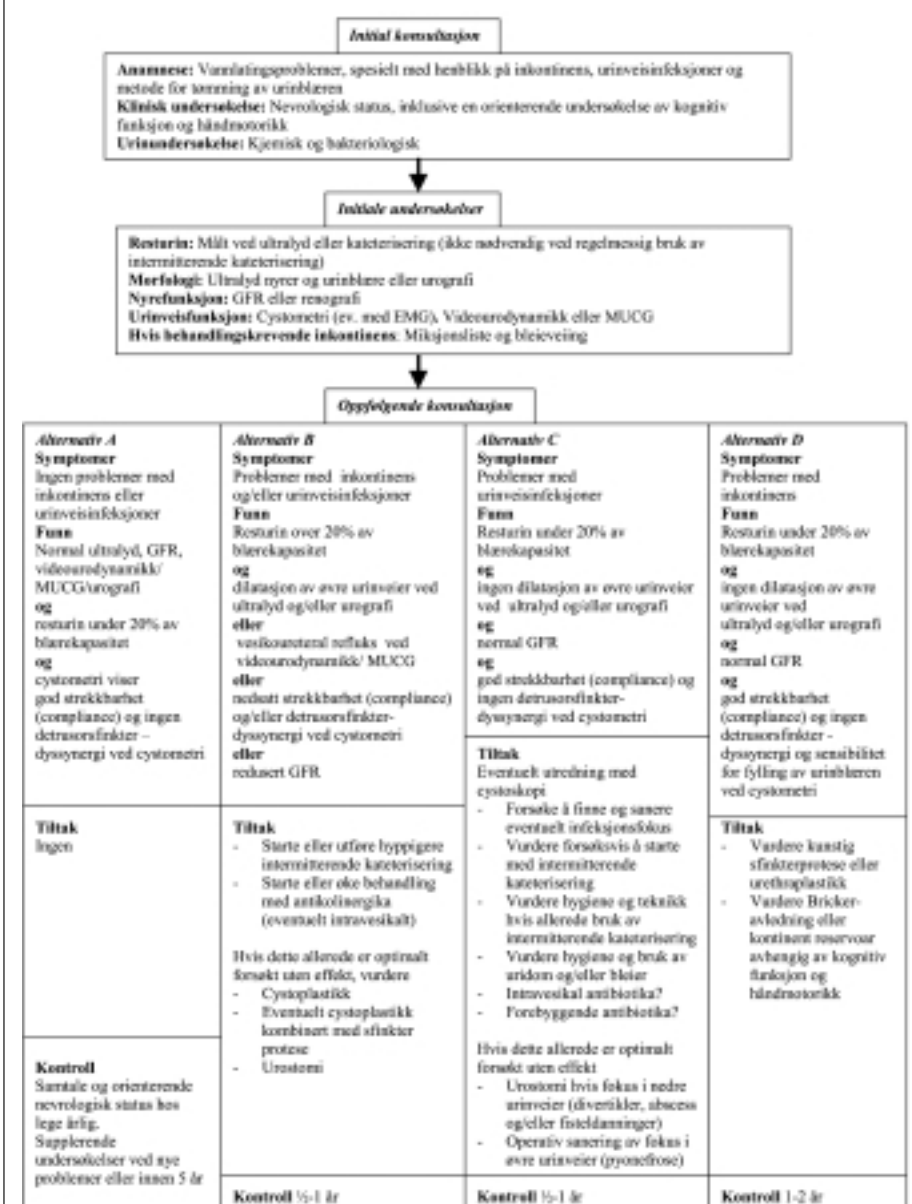 Initial konsultasjon
Anamnese: Vannlatingsproblemer, spesielt med henblikk på inkontinens, urinveisinfeksjoner og
metode for tømming av urinblæren
Klinisk undersøkelse: Nevrologisk status, inklusive en orienterende undersøkelse av kognitiv
funksjon og håndmotorikk
Urinundersøkelse: Kjemisk og bakteriologisk
Initiale undersøkelser
Resturin: Målt ved ultralyd eller kateterisering (ikke nødvendig ved regelmessig bruk av
intermitterende kateterisering)
Morfologi: Ultralyd nyrer og urinblære eller urografi
Nyrefunksjon: GFR eller renografi
Urinveisfunksjon: Cystometri (ev. med EMG), Videourodynamikk eller MUCG
Hvis behandlingskrevende inkontinens: Miksjonsliste og bleieveiing
Oppfølgende konsultasjon
Alternativ A
Symptomer
Ingen problemer med
inkontinens eller
urinveisinfeksjoner
Funn
Normal ultralyd, GFR,
videourodynamikk/
MUCG/urografi
og
resturin under 20% av
blærekapasitet
og
cystometri viser
god strekkbarhet
(compliance) og ingen
detrusorsfinkter –
dyssynergi ved cystometri
Tiltak
Ingen
Kontroll
Samtale og orienterende
nevrologisk status hos
lege årlig.
Supplerende
undersøkelser ved nye
problemer eller innen 5 år
Alternativ B
Symptomer
Problemer med inkontinens
og/eller urinveisinfeksjoner
Funn
Resturin over 20% av
blærekapasitet
og
dilatasjon av øvre urinveier ved
ultralyd og/eller urografi
eller
vesikoureteral refluks ved
videourodynamikk/ MUCG
eller
nedsatt strekkbarhet (compliance)
og/eller detrusorsfinkter-
dyssynergi ved cystometri
eller
redusert GFR
Tiltak
- Starte eller utføre hyppigere
intermitterende kateterisering
- Starte eller øke behandling
med antikolinergika
(eventuelt intravesikalt)
Hvis dette allerede er optimalt
forsøkt uten effekt, vurdere
- Cystoplastikk
- Eventuelt cystoplastikk
kombinert med sfinkter
protese
- Urostomi
Kontroll ½-1 år
Alternativ C
Symptomer
Problemer med
urinveisinfeksjoner
Funn
Resturin under 20% av
blærekapasitet
og
ingen dilatasjon av øvre urinveier
ved ultralyd og/eller urografi
og
normal GFR
og
god strekkbarhet (compliance) og
ingen detrusorsfinkter-
dyssynergi ved cystometri
Tiltak
Eventuelt utredning med
cystoskopi
- Forsøke å finne og sanere
eventuelt infeksjonsfokus
- Vurdere forsøksvis å starte
med intermitterende
kateterisering
- Vurdere hygiene og teknikk
hvis allerede bruk av
intermitterende kateterisering
- Vurdere hygiene og bruk av
uridom og/eller bleier
- Intravesikal antibiotika?
- Forebyggende antibiotika?
Hvis dette allerede er optimalt
forsøkt uten effekt
- Urostomi hvis fokus i nedre
urinveier (divertikler, abscess
og/eller fisteldanninger)
- Operativ sanering av fokus i
øvre urinveier (pyonefrose)
Kontroll ½-1 år
Alternativ D
Symptomer
Problemer med
inkontinens
Funn
Resturin under 20% av
blærekapasitet
og
ingen dilatasjon av øvre
urinveier ved
ultralyd og/eller urografi
og
normal GFR
og
god strekkbarhet
(compliance) og ingen
detrusorsfinkter -
dyssynergi og sensibilitet
for fylling av urinblæren
ved cystometri
Tiltak
- Vurdere kunstig
sfinkterprotese eller
urethraplastikk
- Vurdere Bricker-
avledning eller
kontinent reservoar
avhengig av kognitiv
funksjon og
håndmotorikk
Kontroll 1-2 år